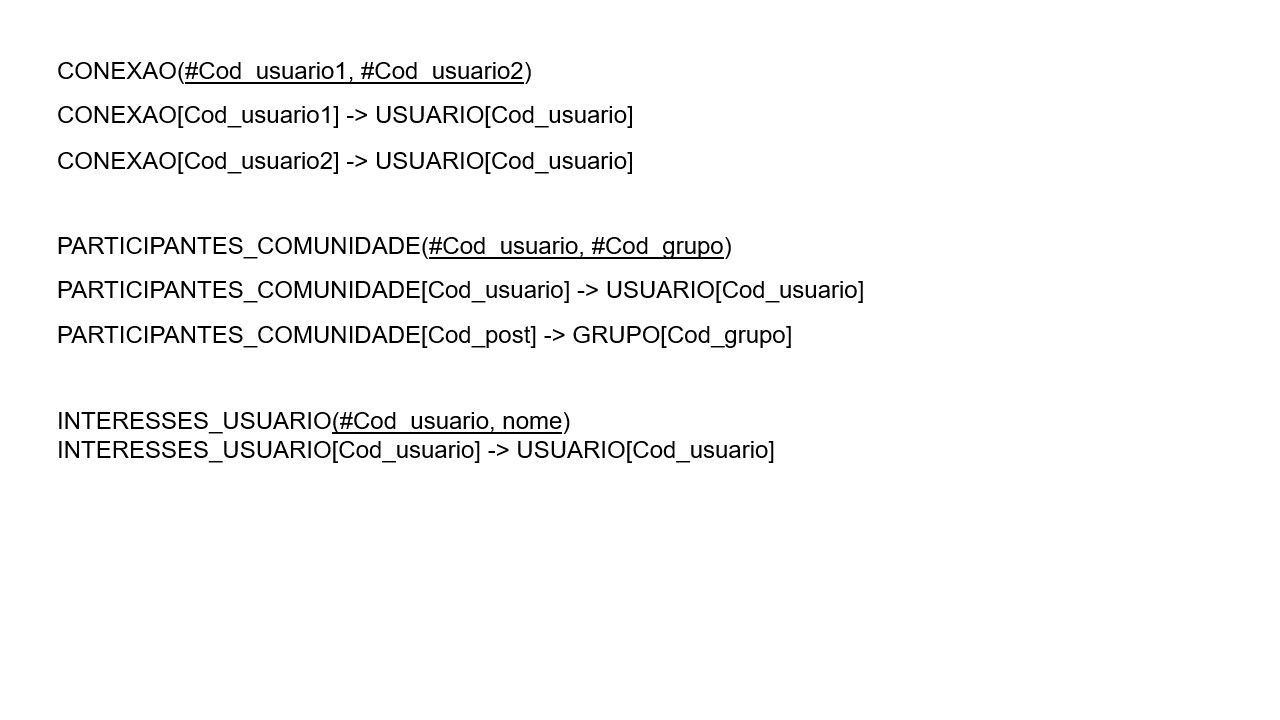 CONEXAO(#Cod_usuario1, #Cod_usuario2)
CONEXAO[Cod_usuario1] -> USUARIO[Cod_usuario]
CONEXAO[Cod_usuario2] -> USUARIO[Cod_usuario]
PARTICIPANTES_COMUNIDADE(#Cod_usuario, #Cod_grupo)
PARTICIPANTES_COMUNIDADE[Cod_usuario] -> USUARIO[Cod_usuario]
PARTICIPANTES_COMUNIDADE[Cod_post] -> GRUPO[Cod_grupo]
INTERESSES_USUARIO(#Cod_usuario, nome)
INTERESSES_USUARIO[Cod_usuario] -> USUARIO[Cod_usuario]